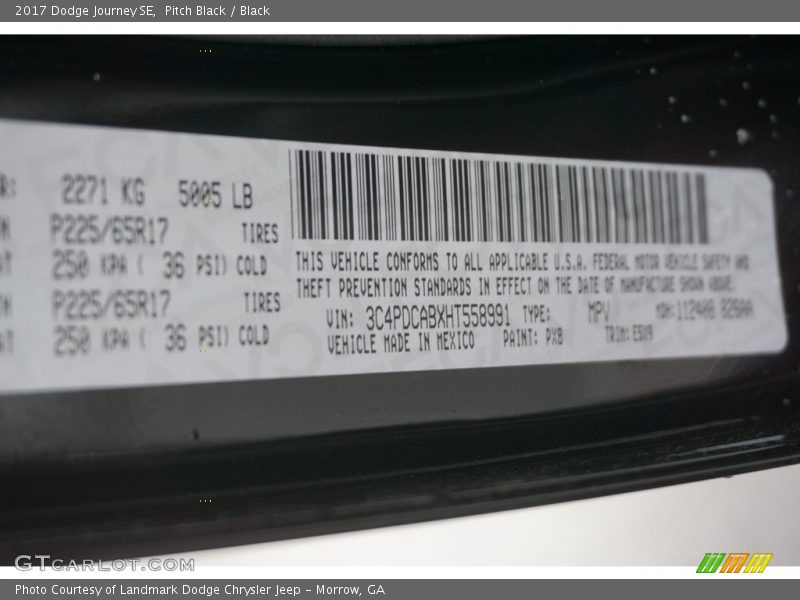 2017 Dodge Journey SE, Pitch Black / Black
2271 KG 5005 LB
P225/65R17 TIRES
250 KPA ( 36 PSI) COLD
P225/65R17 TIRES
250 KPA ( 36 PSI) COLD
THIS VEHICLE CONFORMS TO ALL APPLICABLE U.S.A. FEDERAL MOTOR VEHICLE SAFETY AND
THEFT PREVENTION STANDARDS IN EFFECT ON THE DATE OF MANUFACTURE SHOWN ABOVE.
VIN: 3C4PDCABXHT558991 TYPE: MPV MDH:
VEHICLE MADE IN MEXICO PAINT: PX8 TRIM:
GTCARLOT.COM
Photo Courtesy of Landmark Dodge Chrysler Jeep – Morrow, GA